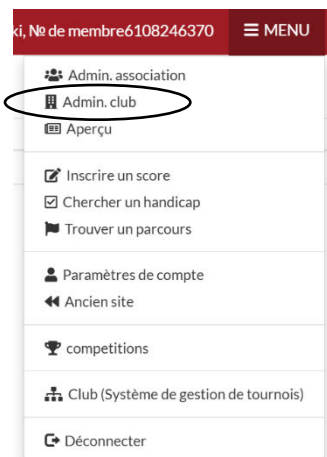 ki, № de membre6108246370 MENU
Admin. association
Admin. club
Aperçu
Inscrire un score
Chercher un handicap
Trouver un parcours
Paramètres de compte
Ancien site
competitions
Club (Système de gestion de tournois)
Déconnecter